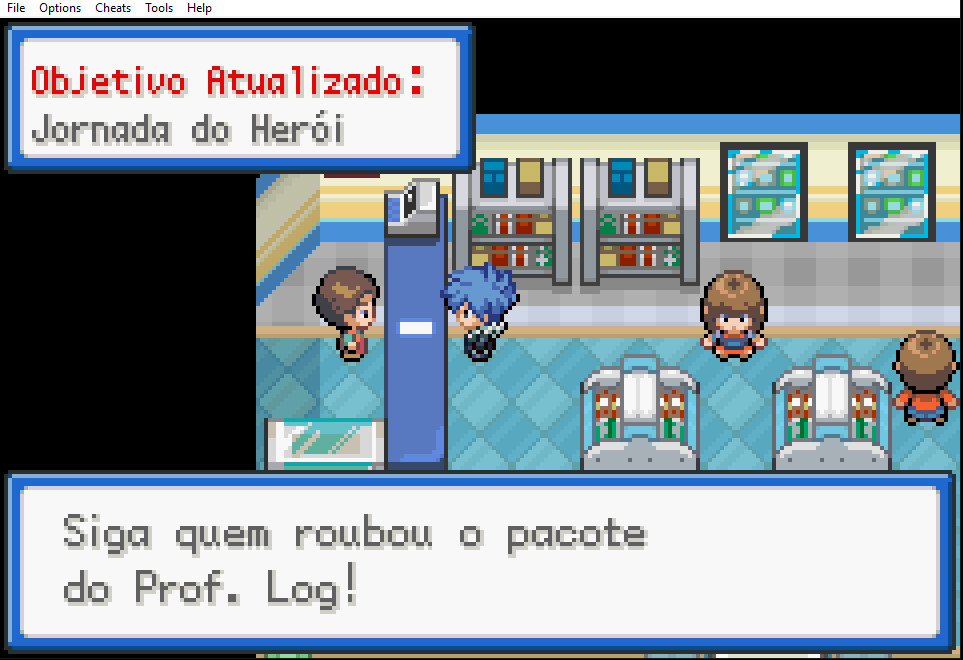 File Options Cheats Tools Help
Objetivo Atualizado:
Jornada do Herói
Siga quem roubou o pacote
do Prof. Log!